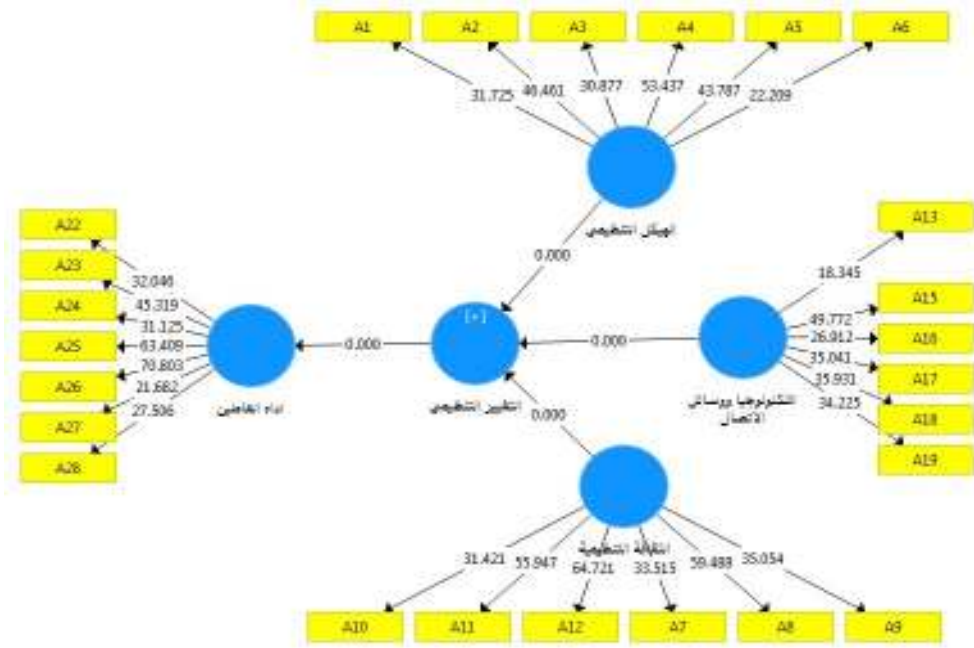 A1 A2 A3 A4 A5 A6
31.725 46.461 30.877 53.437 43.787 22.209
الهيكل التنظيمي
0.000
A22
A23
A24
A25
A26
A27
A28
32.046
45.319
31.125
63.409
70.803
21.682
27.506
اداء العاملين
0.000
[+]
التغيير التنظيمي
0.000
A13
A15
A16
A17
A18
A19
18.345
49.772
26.912
35.041
35.931
34.225
التكنولوجيا ووسائل
الاتصال
0.000
الثقافة التنظيمية
31.421 55.947 64.721 33.515 59.483 35.054
A10 A11 A12 A7 A8 A9